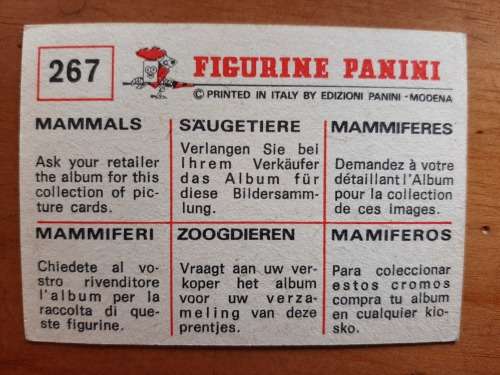 267
FIGURINE PANINI
© PRINTED IN ITALY BY EDIZIONI PANINI - MODENA
MAMMALS
Ask your retailer
the album for this
collection of pic-
ture cards.
SÄUGETIERE
Verlangen Sie bei
Ihrem Verkäufer
das Album für
diese Bildersamm-
lung.
MAMMIFERES
Demandez à votre
détaillant l'Album
pour la collection
de ces images.
MAMMIFERI
Chiedete al vo-
stro rivenditore
l'album per la
raccolta di que-
ste figurine.
ZOOGDIEREN
Vraagt aan uw ver-
koper het album
voor uw verza-
meling van deze
prentjes.
MAMIFEROS
Para coleccionar
estos cromos
compra tu album
en cualquier kio-
sko.